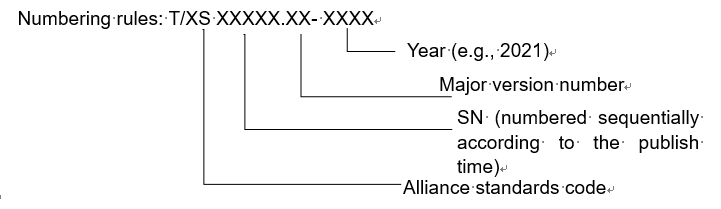 Numbering rules: T/XS XXXXX.XX- XXXX
Year (e.g., 2021)
Major version number
SN (numbered sequentially
according to the publish
time)
Alliance standards code